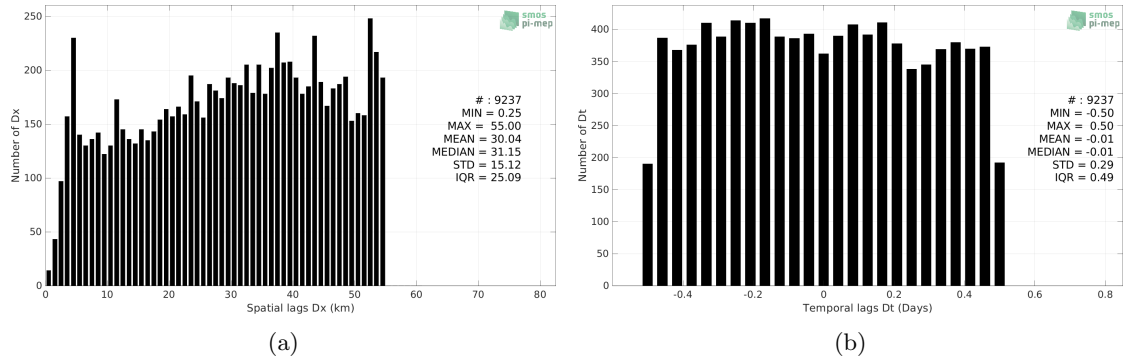 smos
pi-mep
250
200
150
100
50
0
Number of Dx
# : 9237
MIN = 0.25
MAX = 55.00
MEAN = 30.04
MEDIAN = 31.15
STD = 15.12
IQR = 25.09
0 10 20 30 40 50 60 70 80
Spatial lags Dx (km)
(a)
smos
pi-mep
400
350
300
250
200
150
100
50
0
Number of Dt
# : 9237
MIN = -0.50
MAX = 0.50
MEAN = -0.01
MEDIAN = -0.01
STD = 0.29
IQR = 0.49
-0.4 -0.2 0 0.2 0.4 0.6 0.8
Temporal lags Dt (Days)
(b)